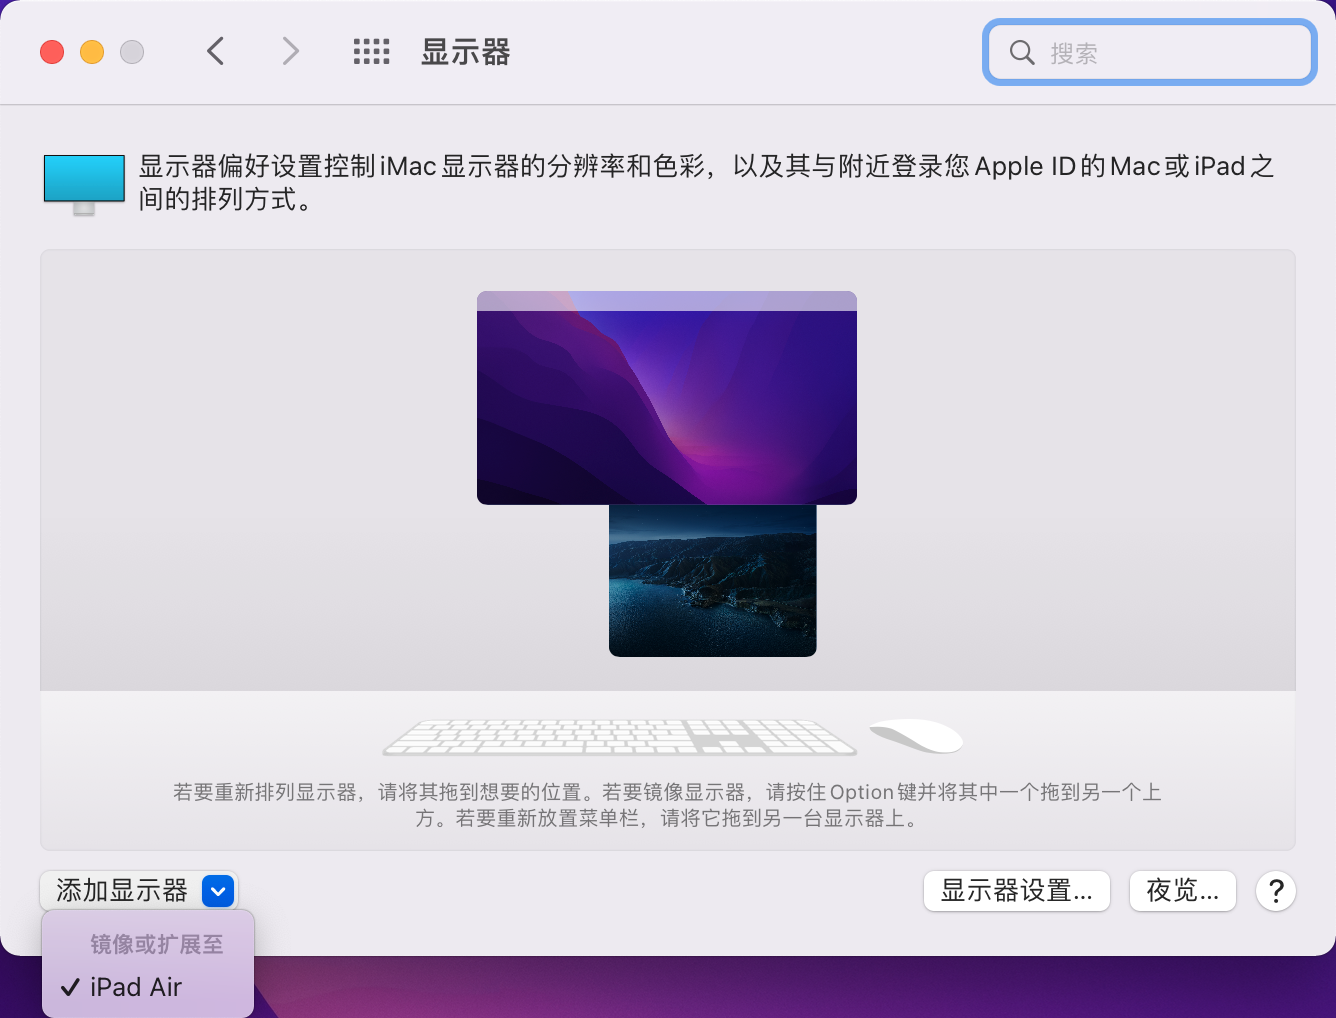 显示器
搜索
显示器偏好设置控制iMac显示器的分辨率和色彩，以及其与附近登录您Apple ID的Mac或iPad之
间的排列方式。
若要重新排列显示器，请将其拖到想要的位置。若要镜像显示器，请按住Option键并将其中一个拖到另一个上
方。若要重新放置菜单栏，请将它拖到另一台显示器上。
添加显示器
显示器设置...
夜览...
?
镜像或扩展至
✓ iPad Air